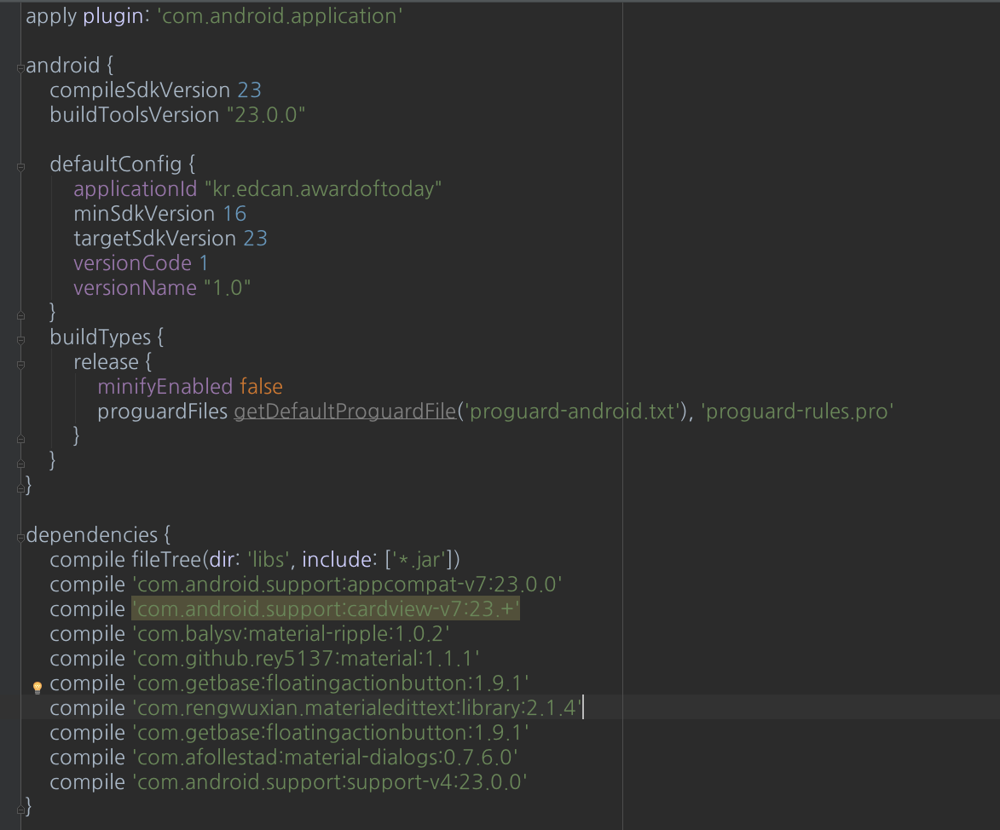 apply plugin: 'com.android.application'
android {
compileSdkVersion 23
buildToolsVersion "23.0.0"
defaultConfig {
applicationId "kr.edcan.awardoftoday"
minSdkVersion 16
targetSdkVersion 23
versionCode 1
versionName "1.0"
}
buildTypes {
release {
minifyEnabled false
proguardFiles getDefaultProguardFile('proguard-android.txt'), 'proguard-rules.pro'
}
}
}
dependencies {
compile fileTree(dir: 'libs', include: ['*.jar'])
compile 'com.android.support:appcompat-v7:23.0.0'
compile 'com.android.support:cardview-v7:23.+'
compile 'com.balysv:material-ripple:1.0.2'
compile 'com.github.rey5137:material:1.1.1'
compile 'com.getbase:floatingactionbutton:1.9.1'
compile 'com.rengwuxian.materialedittext:library:2.1.4'
compile 'com.getbase:floatingactionbutton:1.9.1'
compile 'com.afollestad:material-dialogs:0.7.6.0'
compile 'com.android.support:support-v4:23.0.0'
}